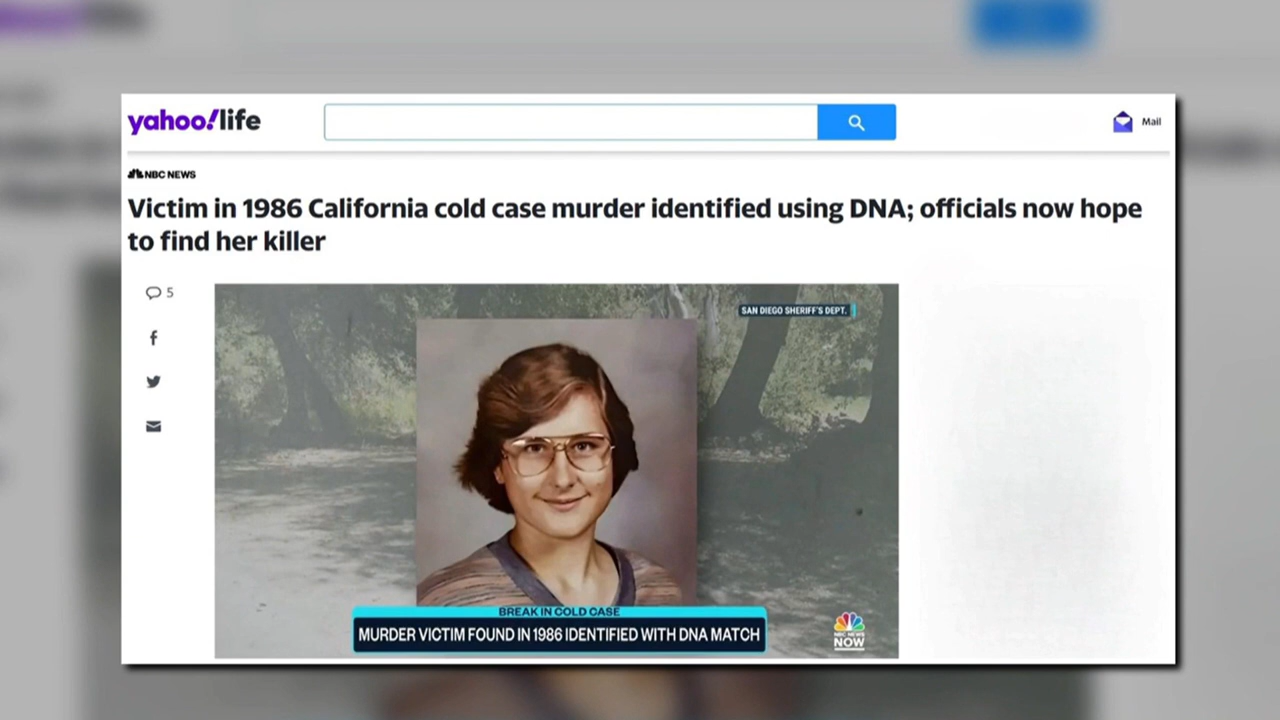 yahoo!life
Mail
NBC NEWS
Victim in 1986 California cold case murder identified using DNA; officials now hope
to find her killer
5
SAN DIEGO SHERIFF'S DEPT.
BREAK IN COLD CASE
MURDER VICTIM FOUND IN 1986 IDENTIFIED WITH DNA MATCH
NBC NEWS
NOW